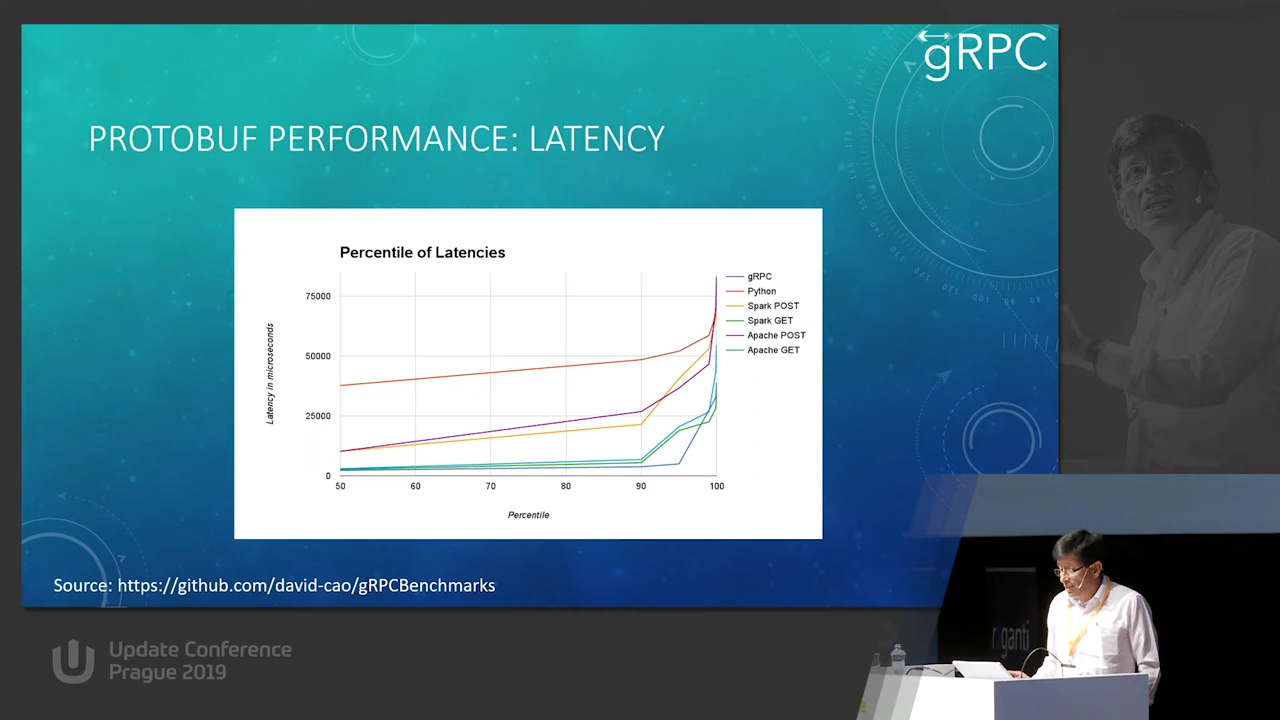 gRPC
PROTOBUF PERFORMANCE: LATENCY
Percentile of Latencies
Latency in microseconds
75000
50000
25000
0
50
60
70
80
90
100
Percentile
gRPC
Python
Spark POST
Spark GET
Apache POST
Apache GET
Source: https://github.com/david-cao/gRPCBenchmarks
Update Conference
Prague 2019